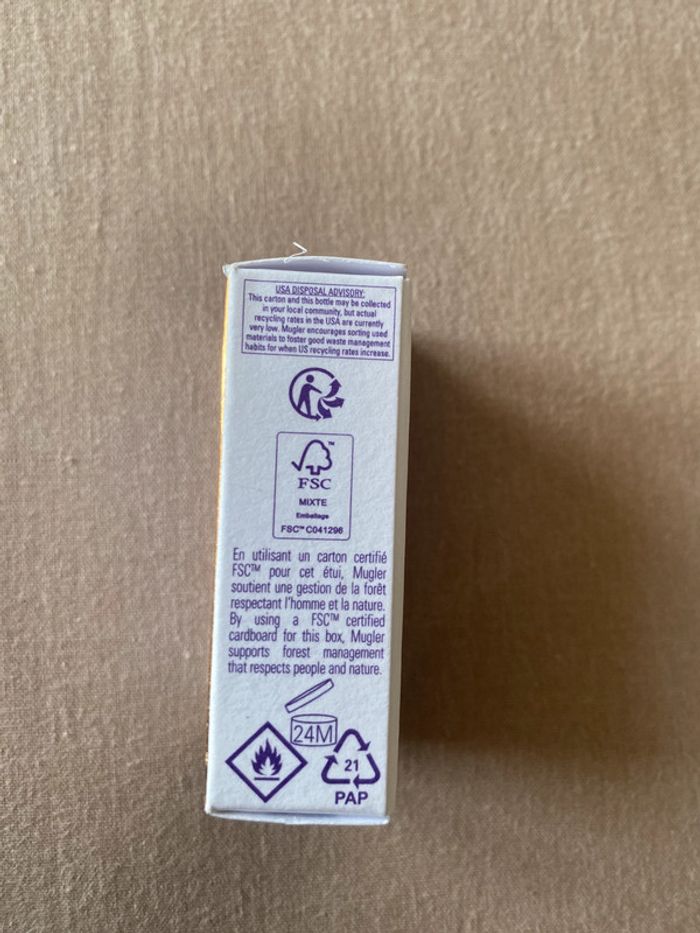 USA DISPOSAL ADVISORY:
This carton and this bottle may be collected
in your local community, but actual
recycling rates in the USA are currently
very low. Mugler encourages sorting used
materials to foster good waste management
habits for when US recycling rates increase.
™
FSC
MIXTE
Emballage
FSC™ C041296
En utilisant un carton certifié
FSC™ pour cet étui, Mugler
soutient une gestion de la forêt
respectant l'homme et la nature.
By using a FSC™ certified
cardboard for this box, Mugler
supports forest management
that respects people and nature.
24M
21
PAP